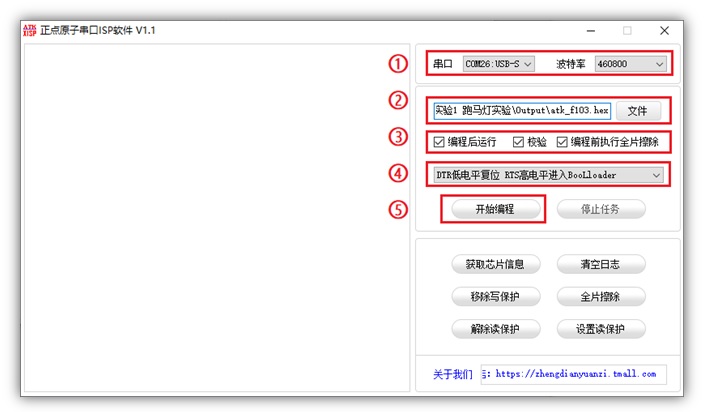 ATK XISP 正点原子串口ISP软件 V1.1
① 串口 COM26:USB-S 波特率 460800
② 实验1 跑马灯实验\Output\atk_f103.hex 文件
③ 编程后运行 校验 编程前执行全片擦除
④ DTR低电平复位 RTS高电平进入BooLloader
⑤ 开始编程 停止任务
获取芯片信息 清空日志
移除写保护 全片擦除
解除读保护 设置读保护
关于我们 : https://zhengdianyuanzi.tmall.com